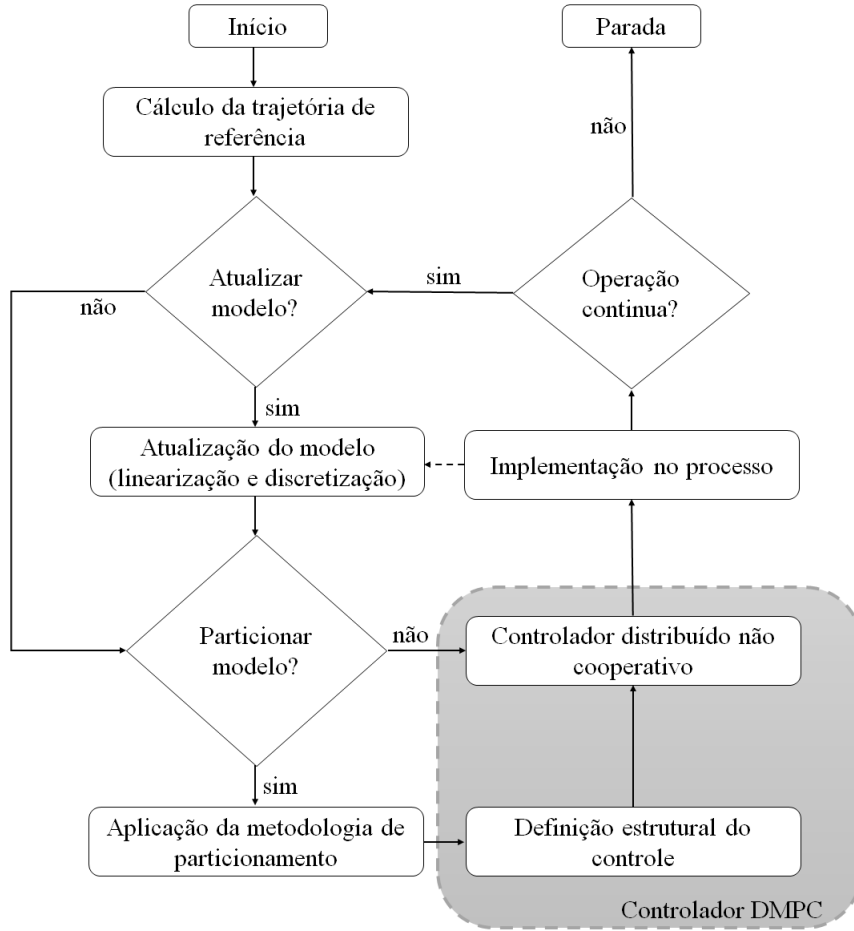 Início
Parada
Cálculo da trajetória de
referência
não
Atualizar
modelo?
sim
Operação
continua?
não
sim
Atualização do modelo
(linearização e discretização)
Implementação no processo
Particionar
modelo?
não
Controlador distribuído não
cooperativo
sim
Aplicação da metodologia de
particionamento
Definição estrutural do
controle
Controlador DMPC